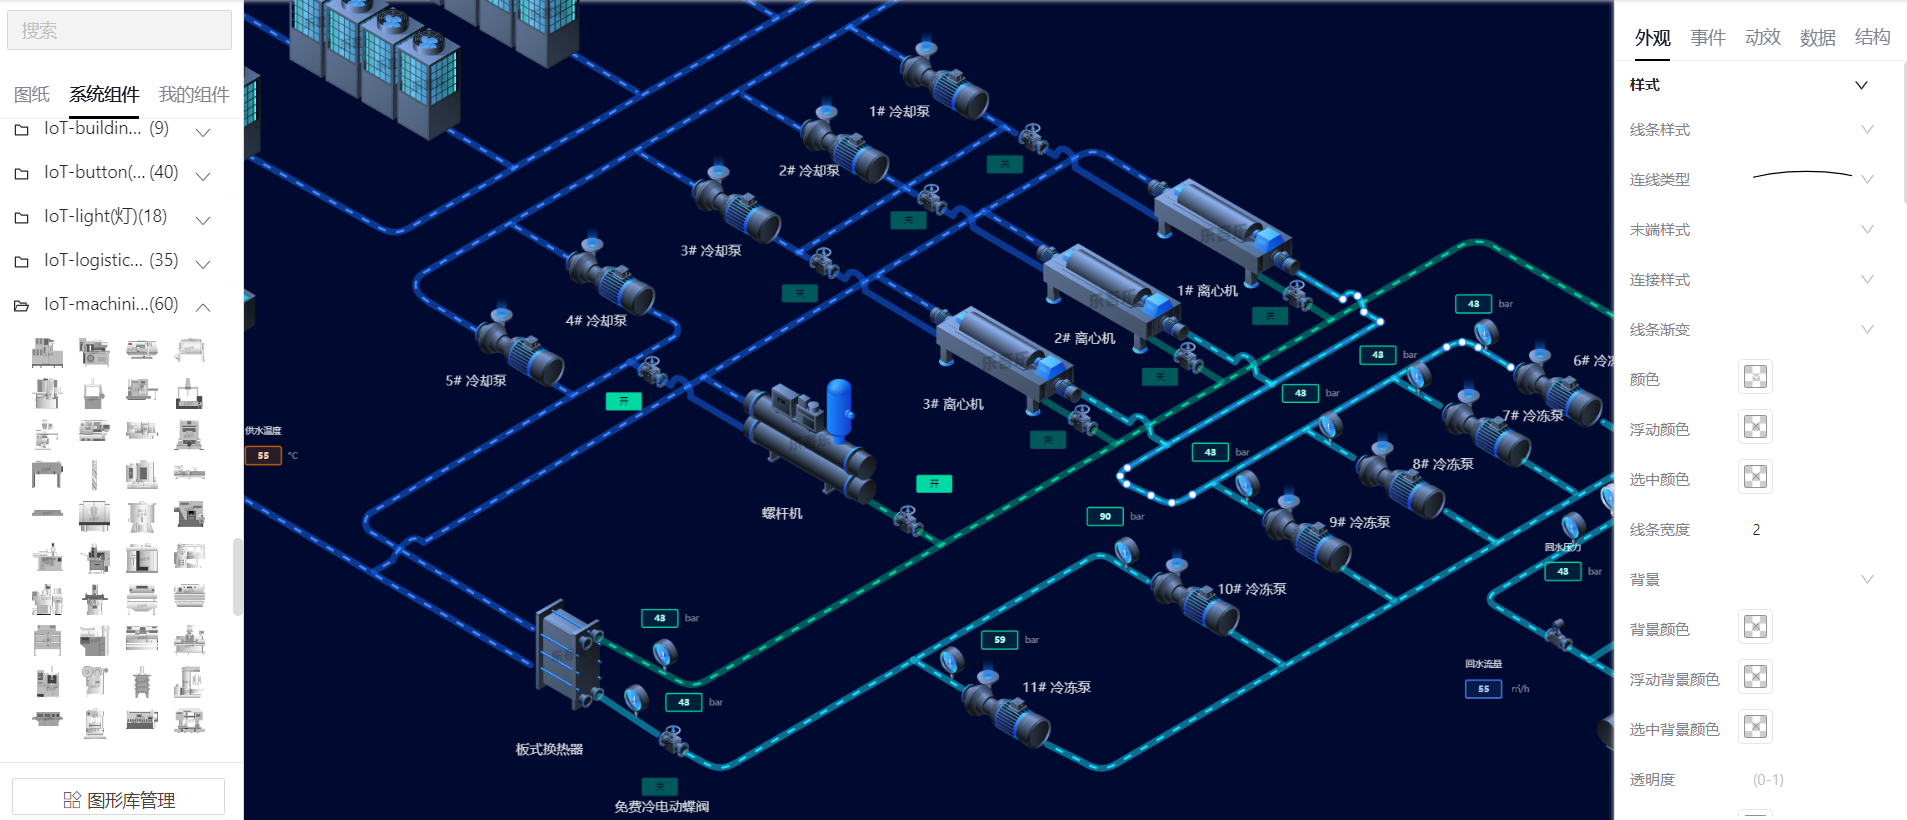 搜索
图纸 系统组件 我的组件
IoT-buildin... (9)
IoT-button(... (40)
IoT-light(灯)(18)
IoT-logistic... (35)
IoT-machini...(60)
图形库管理
1# 冷却泵
关
2# 冷却泵
关
3# 冷却泵
关
4# 冷却泵
5# 冷却泵
开
供水温度
55 °C
1# 离心机
关
2# 离心机
关
3# 离心机
关
螺杆机
开
43 bar
43 bar
43 bar
43 bar
90 bar
6# 冷冻
7# 冷冻泵
8# 冷冻泵
9# 冷冻泵
10# 冷冻泵
11# 冷冻泵
59 bar
43 bar
43 bar
板式换热器
关
免费冷电动蝶阀
回水压力
43 bar
回水流量
55 m³/h
外观 事件 动效 数据 结构
样式
线条样式
连线类型
末端样式
连接样式
线条渐变
颜色
浮动颜色
选中颜色
线条宽度 2
背景
背景颜色
浮动背景颜色
选中背景颜色
透明度 (0-1)